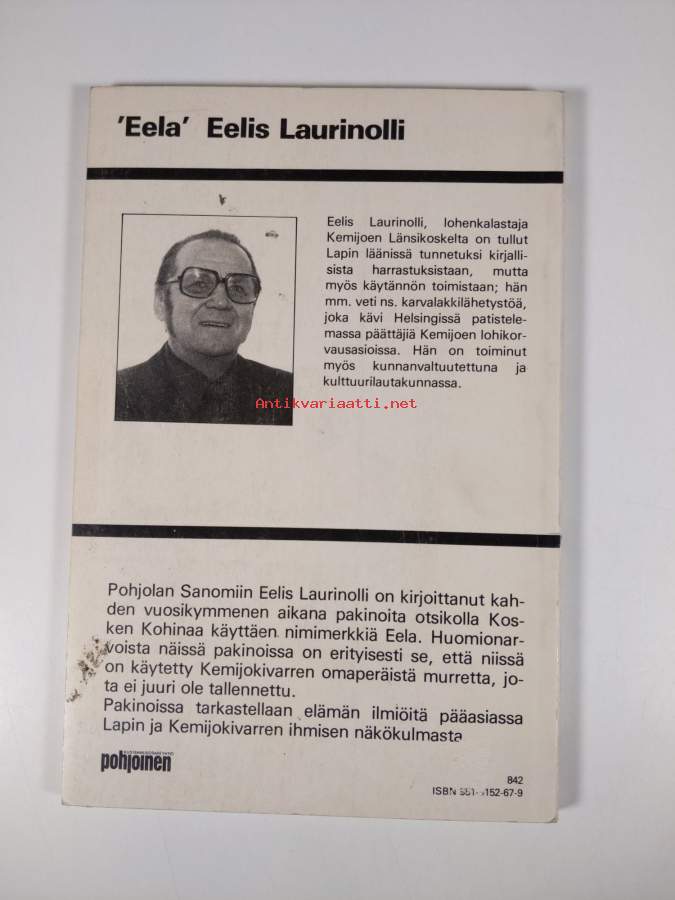 'Eela' Eelis Laurinolli
Eelis Laurinolli, lohenkalastaja
Kemijoen Länsikoskelta on tullut
Lapin läänissä tunnetuksi kirjalli-
sista harrastuksistaan, mutta
myös käytännön toimistaan; hän
mm. veti ns. karvalakkilähetystöä,
joka kävi Helsingissä patistele-
massa päättäjiä Kemijoen lohikor-
vausasioissa. Hän on toiminut
myös kunnanvaltuutettuna ja
kulttuurilautakunnassa.
Antikvariaatti.net
Pohjolan Sanomiin Eelis Laurinolli on kirjoittanut kah-
den vuosikymmenen aikana pakinoita otsikolla Kos-
ken Kohinaa käyttäen nimimerkkiä Eela. Huomionar-
voista näissä pakinoissa on erityisesti se, että niissä
on käytetty Kemijokivarren omaperäistä murretta, jo-
ta ei juuri ole tallennettu.
Pakinoissa tarkastellaan elämän ilmiöitä pääasiassa
Lapin ja Kemijokivarren ihmisen näkökulmasta
pohjoinen
842
ISBN 152-67-9